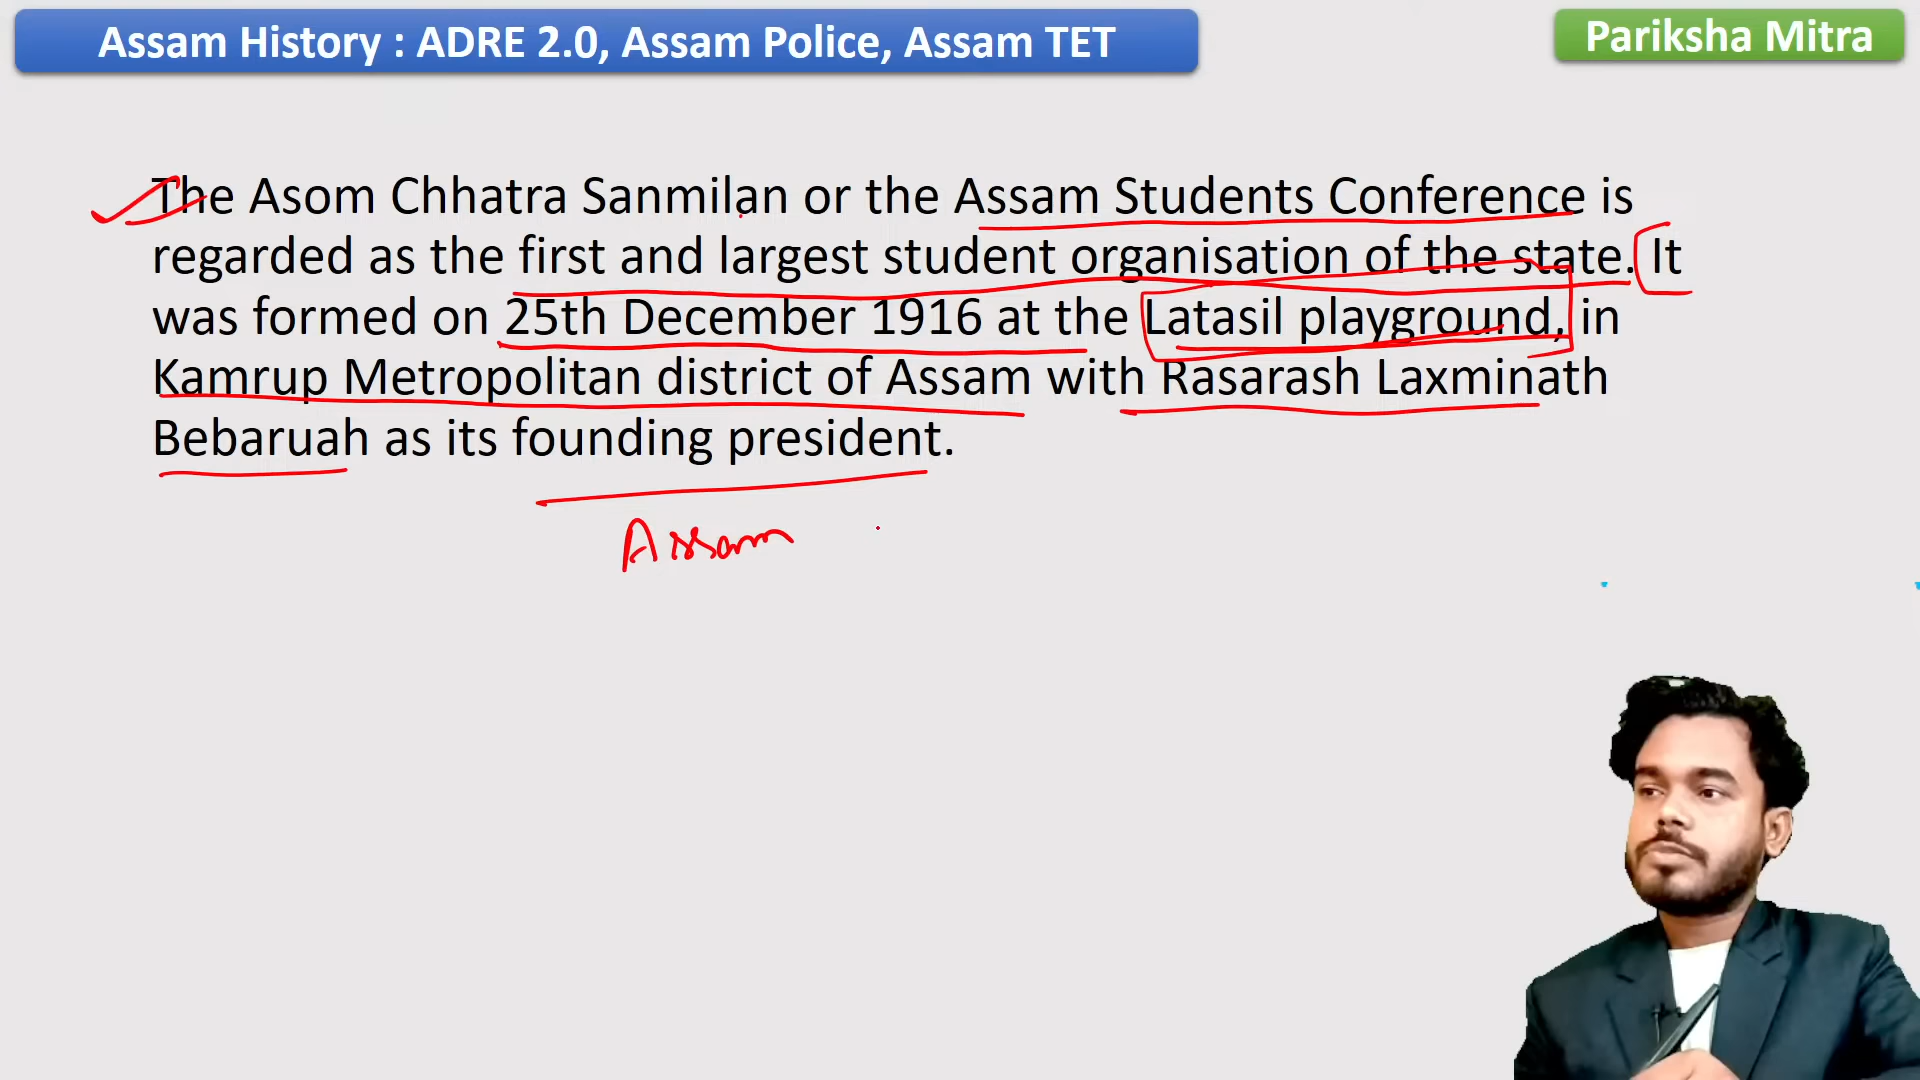 Assam History : ADRE 2.0, Assam Police, Assam TET
Pariksha Mitra
The Asom Chhatra Sanmilan or the Assam Students Conference is
regarded as the first and largest student organisation of the state. It
was formed on 25th December 1916 at the Latasil playground, in
Kamrup Metropolitan district of Assam with Rasarash Laxminath
Bebaruah as its founding president.
Assam